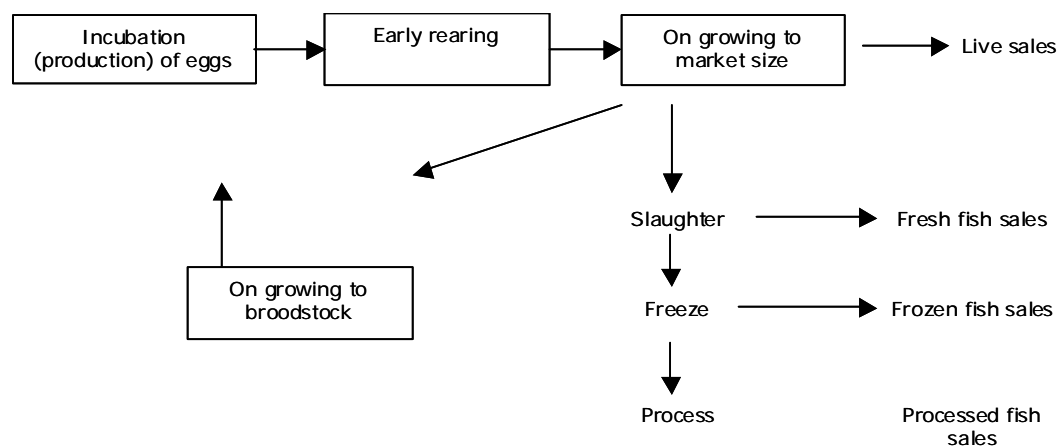 Incubation
(production) of eggs
Early rearing
On growing to
market size
Live sales
Slaughter
Fresh fish sales
On growing to
broodstock
Freeze
Frozen fish sales
Process
Processed fish
sales